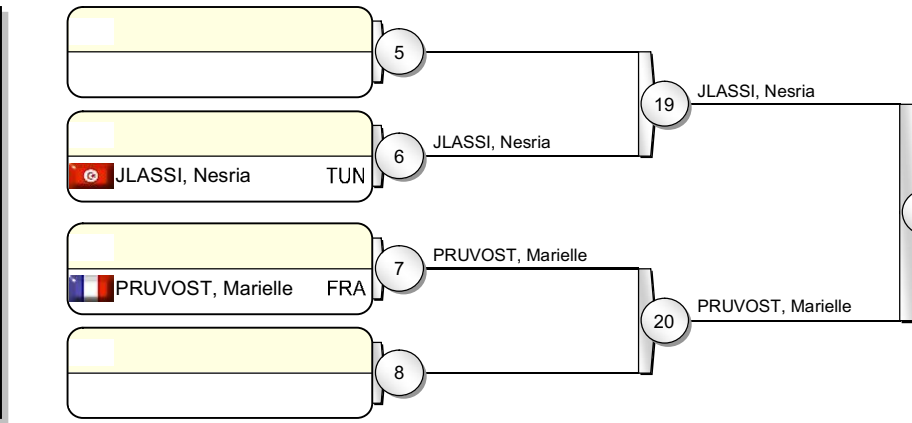 5
JLASSI, Nesria
19
JLASSI, Nesria
6
JLASSI, Nesria TUN
PRUVOST, Marielle
7
PRUVOST, Marielle FRA
PRUVOST, Marielle
20
8